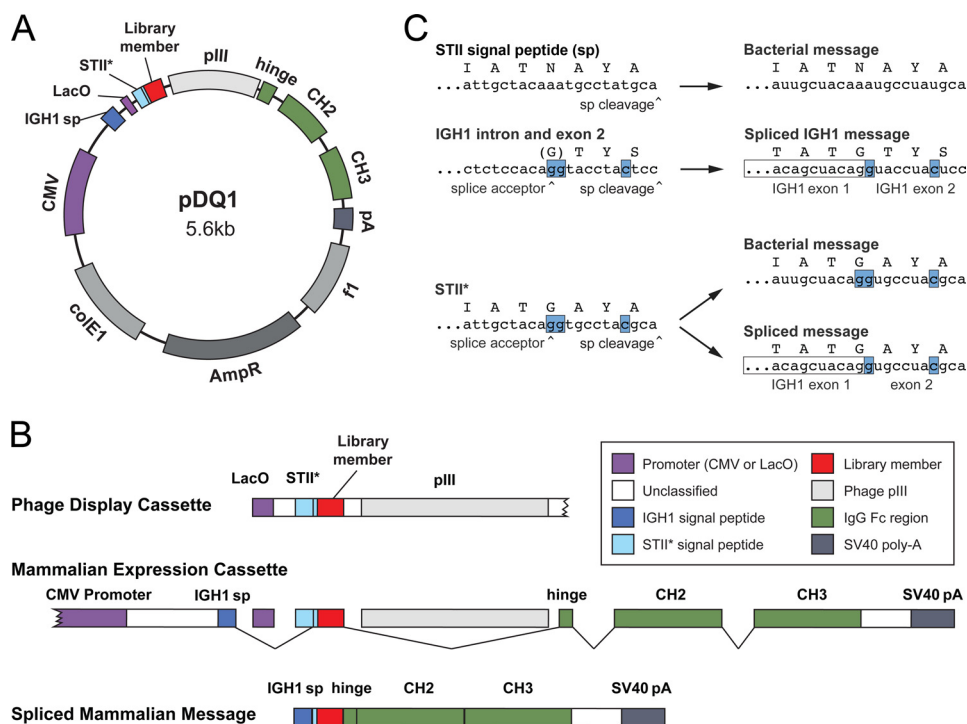 A
Library
member
pIII
hinge
STII*
LacO
CH2
IGH1 sp
CH3
CMV
pDQ1
5.6kb
pA
f1
colE1
AmpR
C
STII signal peptide (sp)
I A T N A Y A
...attgctacaaatgcctatgca
sp cleavage^
Bacterial message
I A T N A Y A
...auugcuacaaaugccuaugca
IGH1 intron and exon 2
(G) T Y S
...ctctccacaggtacctactcc
splice acceptor ^ sp cleavage^
Spliced IGH1 message
T A T G T Y S
...acagcuacagguaccuacucc
IGH1 exon 1 IGH1 exon 2
STII*
I A T G A Y A
...attgctacaggtgcctacgca
splice acceptor ^ sp cleavage^
Bacterial message
I A T G A Y A
...auugcuacaggugccuacgca
Spliced message
T A T G A Y A
...acagcuacaggugccuacgca
IGH1 exon 1 exon 2
B
Library
member
LacO STII* pIII
Phage Display Cassette
Promoter (CMV or LacO)
Unclassified
IGH1 signal peptide
STII* signal peptide
Library member
Phage pIII
IgG Fc region
SV40 poly-A
Mammalian Expression Cassette
CMV Promoter IGH1 sp hinge CH2 CH3 SV40 pA
IGH1 sp hinge CH2 CH3 SV40 pA
Spliced Mammalian Message